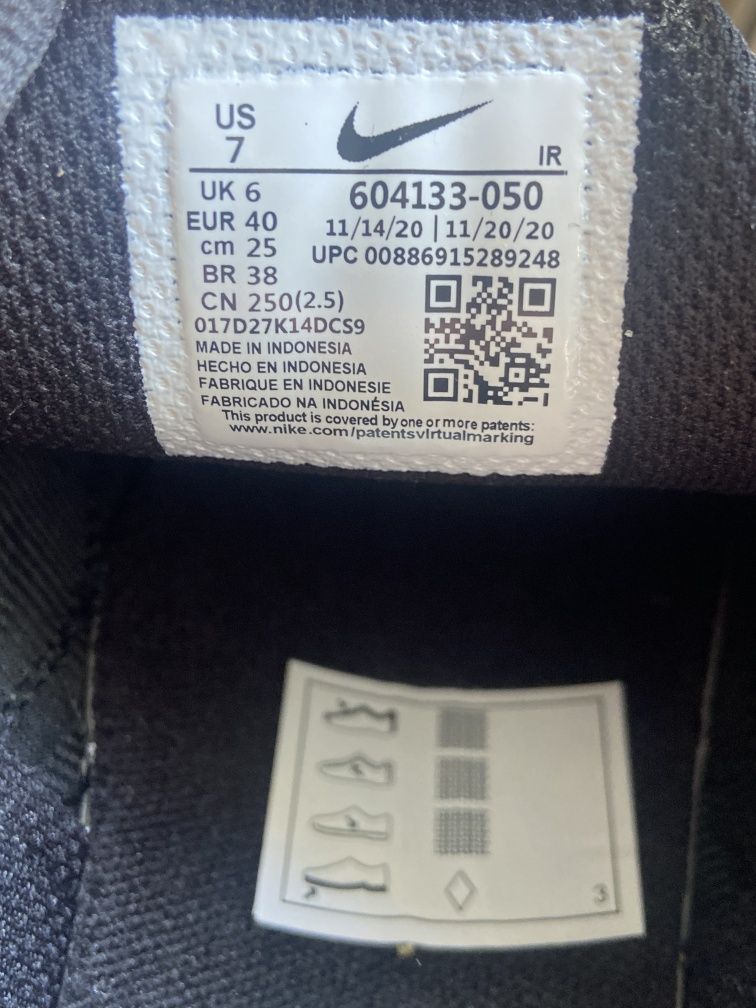 US
7
IR
UK 6
604133-050
EUR 40
11/14/20 | 11/20/20
cm 25
UPC 00886915289248
BR 38
CN 250(2.5)
017D27K14DCS9
MADE IN INDONESIA
HECHO EN INDONESIA
FABRIQUE EN INDONESIE
FABRICADO NA INDONÉSIA
This product is covered by one or more patents:
www.nike.com/patentsvirtualmarking
3